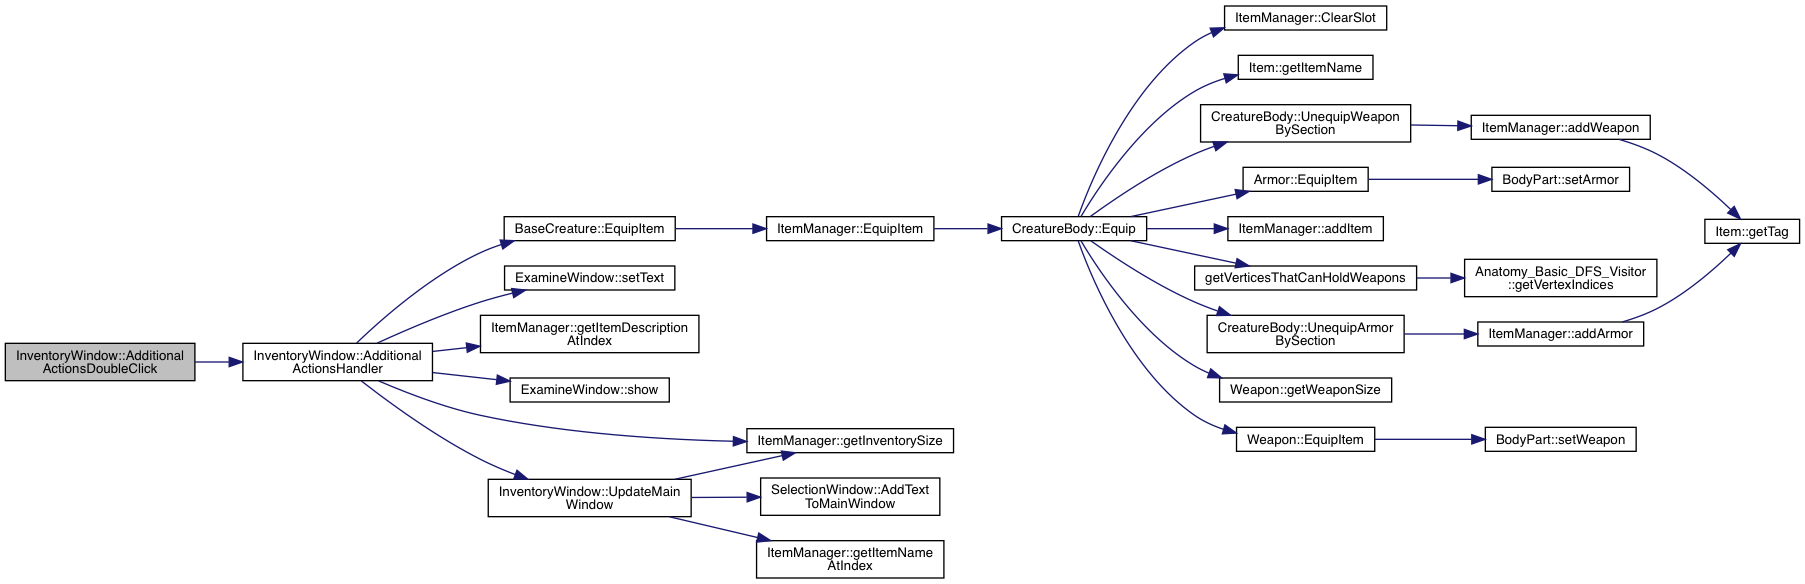 InventoryWindow::Additional
ActionsDoubleClick
InventoryWindow::Additional
ActionsHandler
BaseCreature::EquipItem
ExamineWindow::setText
ItemManager::getItemDescription
AtIndex
ExamineWindow::show
InventoryWindow::UpdateMain
Window
ItemManager::EquipItem
ItemManager::getInventorySize
SelectionWindow::AddText
ToMainWindow
ItemManager::getItemName
AtIndex
CreatureBody::Equip
ItemManager::ClearSlot
Item::getItemName
CreatureBody::UnequipWeapon
BySection
Armor::EquipItem
ItemManager::addItem
getVerticesThatCanHoldWeapons
CreatureBody::UnequipArmor
BySection
Weapon::getWeaponSize
Weapon::EquipItem
ItemManager::addWeapon
BodyPart::setArmor
Anatomy_Basic_DFS_Visitor
::getVertexIndices
ItemManager::addArmor
BodyPart::setWeapon
Item::getTag